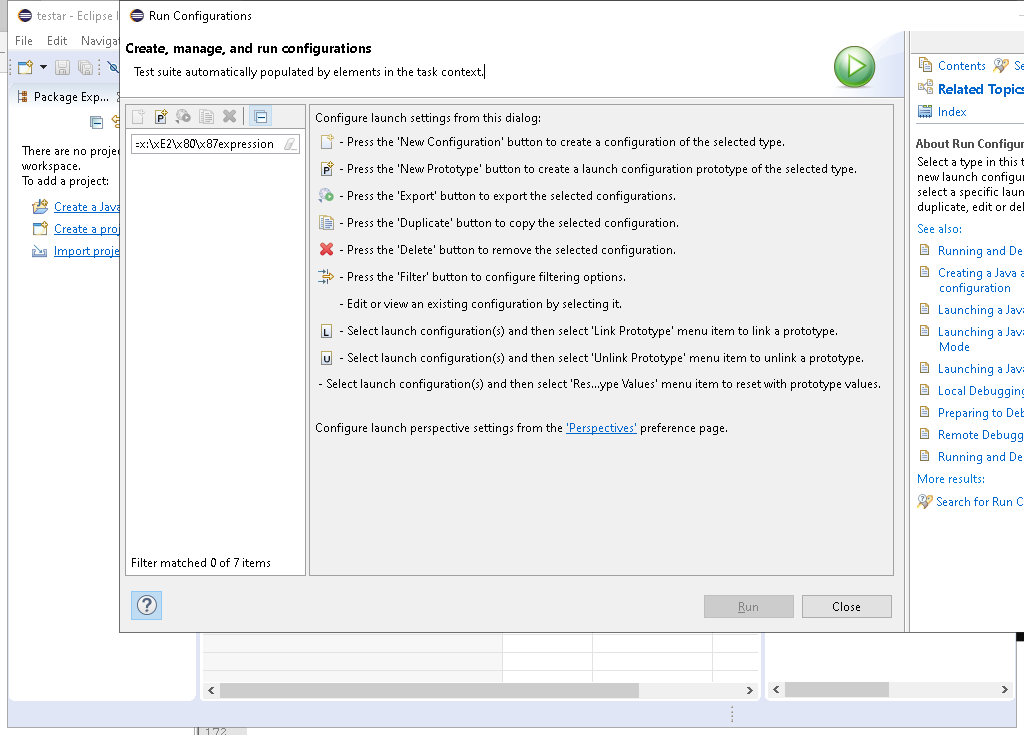 testar - Eclipse I
Run Configurations
File Edit Navigat
Create, manage, and run configurations
Test suite automatically populated by elements in the task context.
Package Exp...
There are no proje
workspace.
To add a project:
Create a Java
Create a proj
Import proje
=x:\xE2\x80\x87expression
Filter matched 0 of 7 items
Configure launch settings from this dialog:
- Press the 'New Configuration' button to create a configuration of the selected type.
- Press the 'New Prototype' button to create a launch configuration prototype of the selected type.
- Press the 'Export' button to export the selected configurations.
- Press the 'Duplicate' button to copy the selected configuration.
- Press the 'Delete' button to remove the selected configuration.
- Press the 'Filter' button to configure filtering options.
- Edit or view an existing configuration by selecting it.
L - Select launch configuration(s) and then select 'Link Prototype' menu item to link a prototype.
U - Select launch configuration(s) and then select 'Unlink Prototype' menu item to unlink a prototype.
- Select launch configuration(s) and then select 'Res...ype Values' menu item to reset with prototype values.
Configure launch perspective settings from the 'Perspectives' preference page.
Run
Close
Contents Se
Related Topics
Index
About Run Configur
Select a type in this t
new launch configur
select a specific laun
duplicate, edit or del
See also:
Running and De
Creating a Java a
configuration
Launching a Java
Launching a Java
Mode
Launching a Java
Local Debugging
Preparing to Deb
Remote Debugg
Running and De
More results:
Search for Run C
172